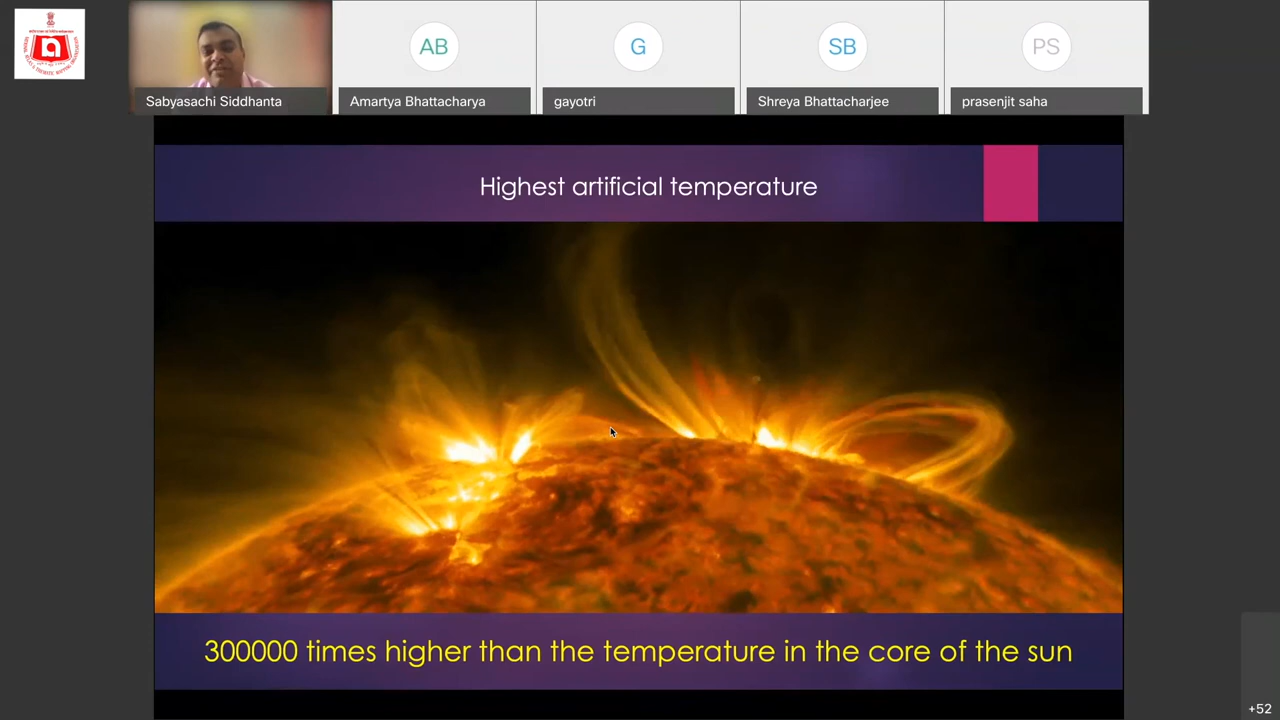 Sabyasachi Siddhanta
AB
Amartya Bhattacharya
G
gayotri
SB
Shreya Bhattacharjee
PS
prasenjit saha
Highest artificial temperature
300000 times higher than the temperature in the core of the sun
+52